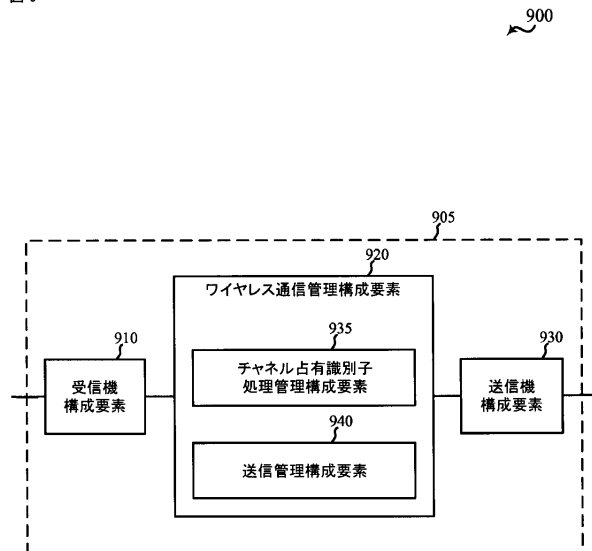 900
905
920
ワイヤレス通信管理構成要素
910
受信機
構成要素
935
チャネル占有識別子
処理管理構成要素
930
送信機
構成要素
940
送信管理構成要素